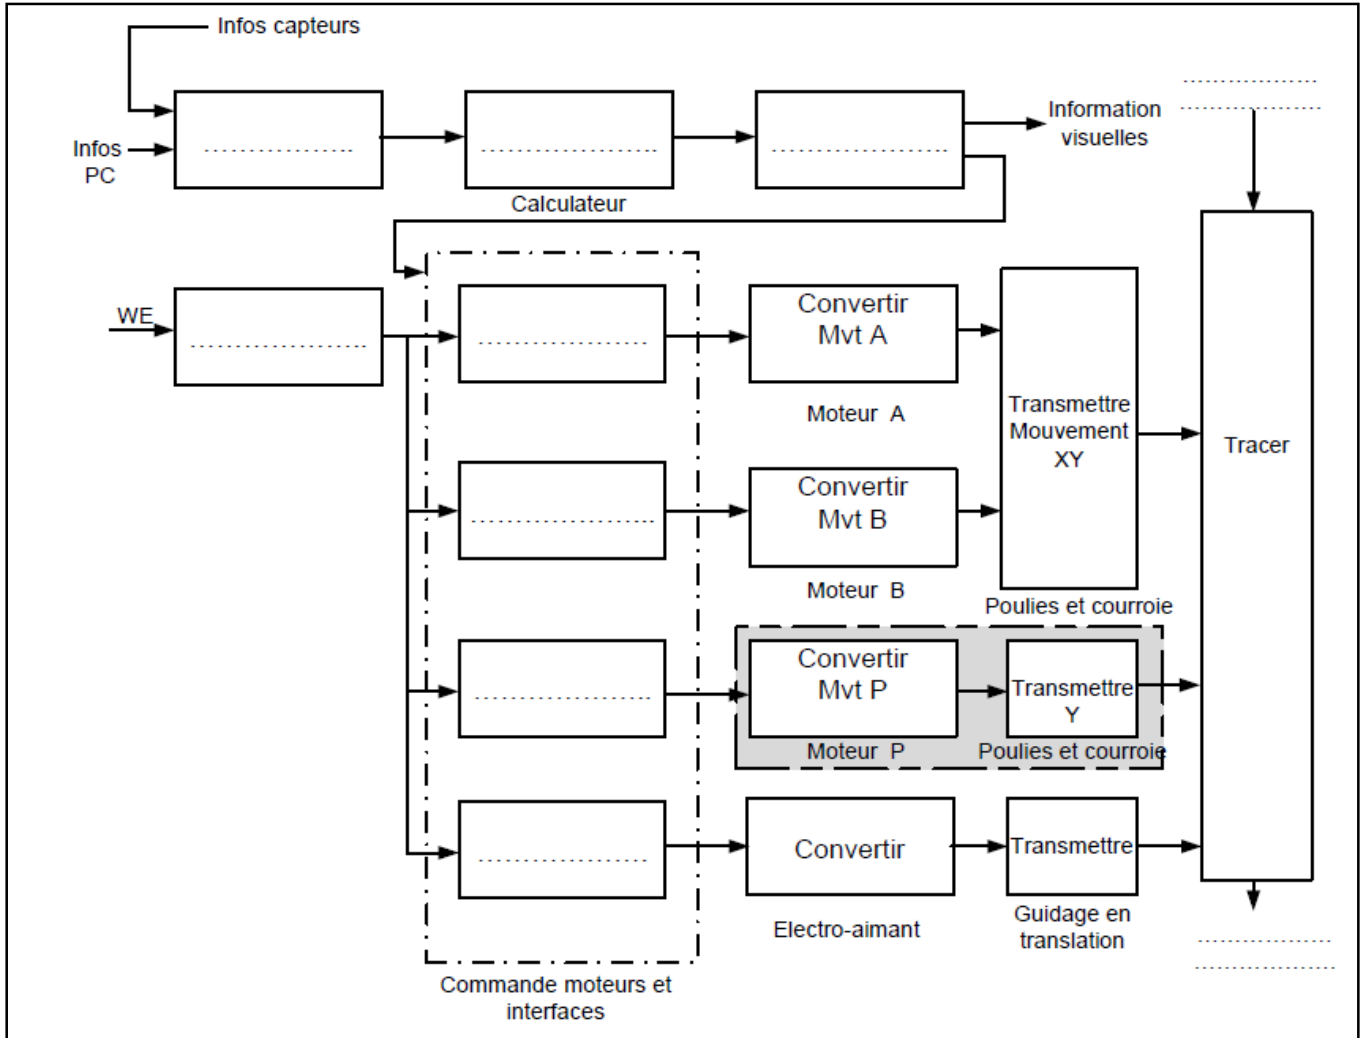 Infos capteurs
Infos
PC
Calculateur
Information
visuelles
WE
Convertir
Mvt A
Moteur A
Transmettre
Mouvement
XY
Tracer
Convertir
Mvt B
Moteur B
Poulies et courroie
Convertir
Mvt P
Moteur P
Transmettre
Y
Poulies et courroie
Convertir
Electro-aimant
Transmettre
Guidage en
translation
Commande moteurs et
interfaces